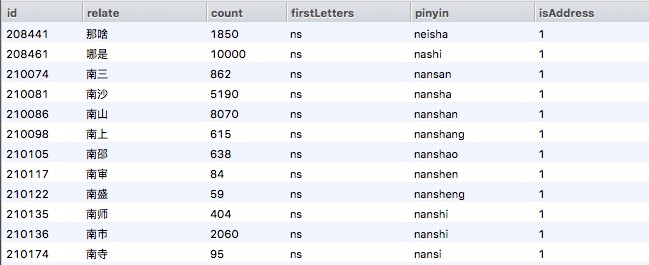 id relate count firstLetters pinyin isAddress
208441 那啥 1850 ns neisha 1
208461 哪是 10000 ns nashi 1
210074 南三 862 ns nansan 1
210081 南沙 5190 ns nansha 1
210086 南山 8070 ns nanshan 1
210098 南上 615 ns nanshang 1
210105 南邵 638 ns nanshao 1
210117 南审 84 ns nanshen 1
210122 南盛 59 ns nansheng 1
210135 南师 404 ns nanshi 1
210136 南市 2060 ns nanshi 1
210174 南寺 95 ns nansi 1